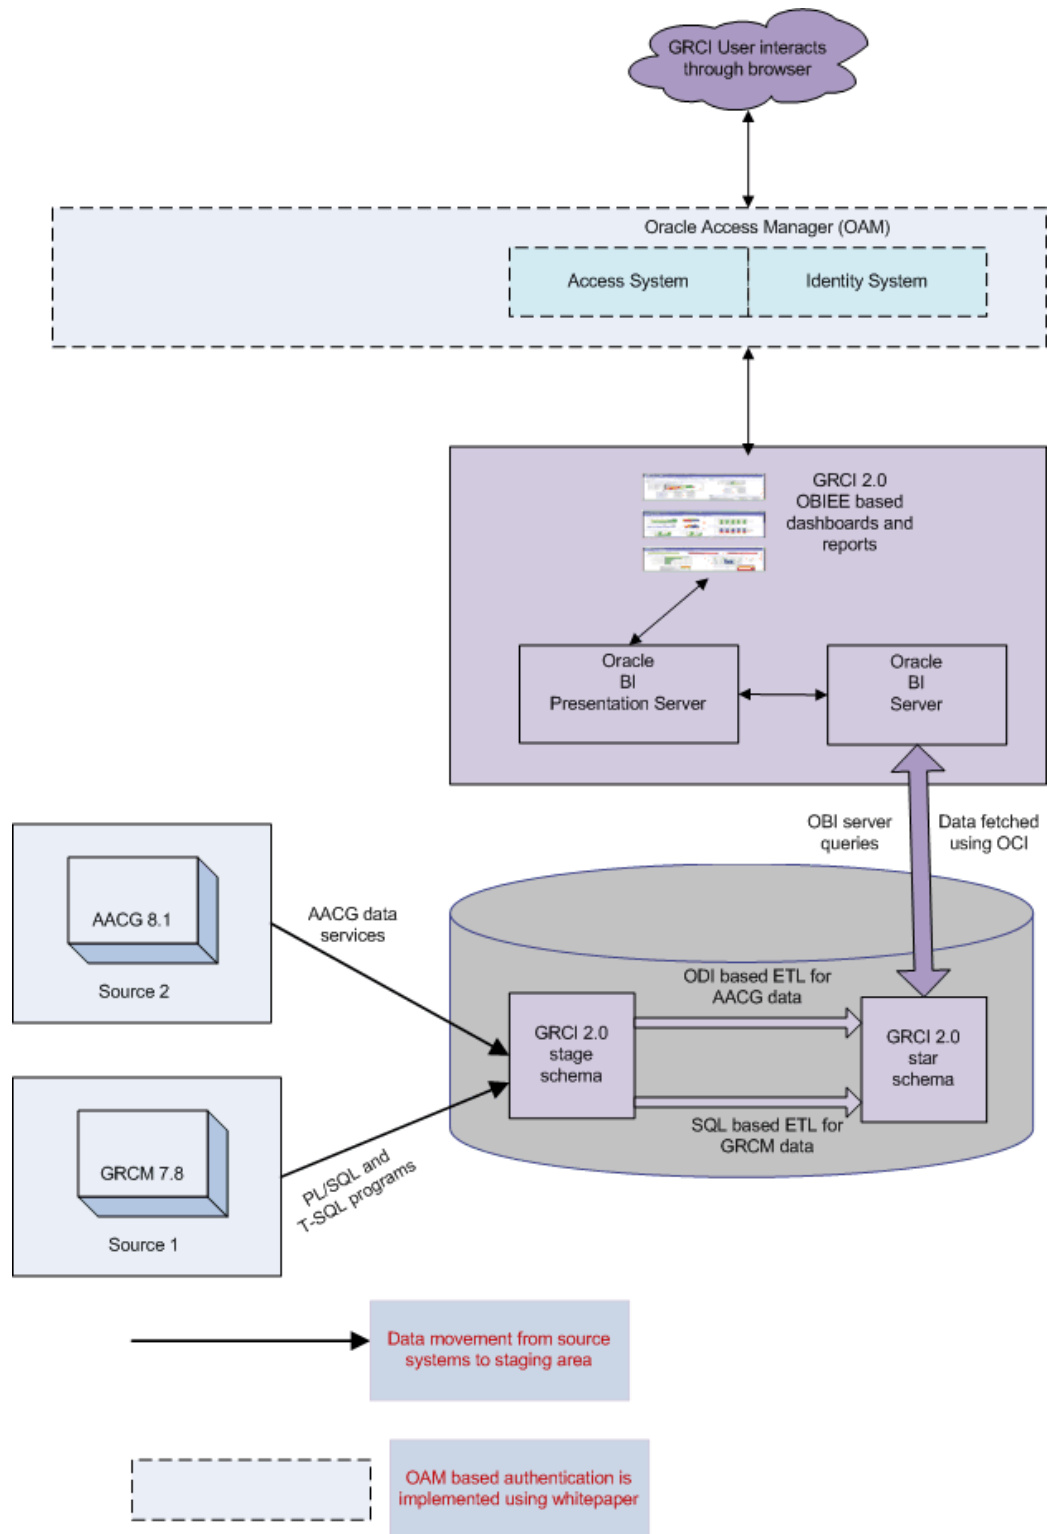 GRCI User interacts
through browser
Oracle Access Manager (OAM)
Access System
Identity System
GRCI 2.0
OBIEE based
dashboards and
reports
Oracle
BI
Presentation Server
Oracle
BI
Server
OBI server
queries
Data fetched
using OCI
AACG 8.1
Source 2
AACG data
services
ODI based ETL for
AACG data
GRCI 2.0
stage
schema
GRCI 2.0
star
schema
SQL based ETL for
GRCM data
GRCM 7.8
Source 1
PL/SQL and
T-SQL programs
Data movement from source
systems to staging area
OAM based authentication is
implemented using whitepaper